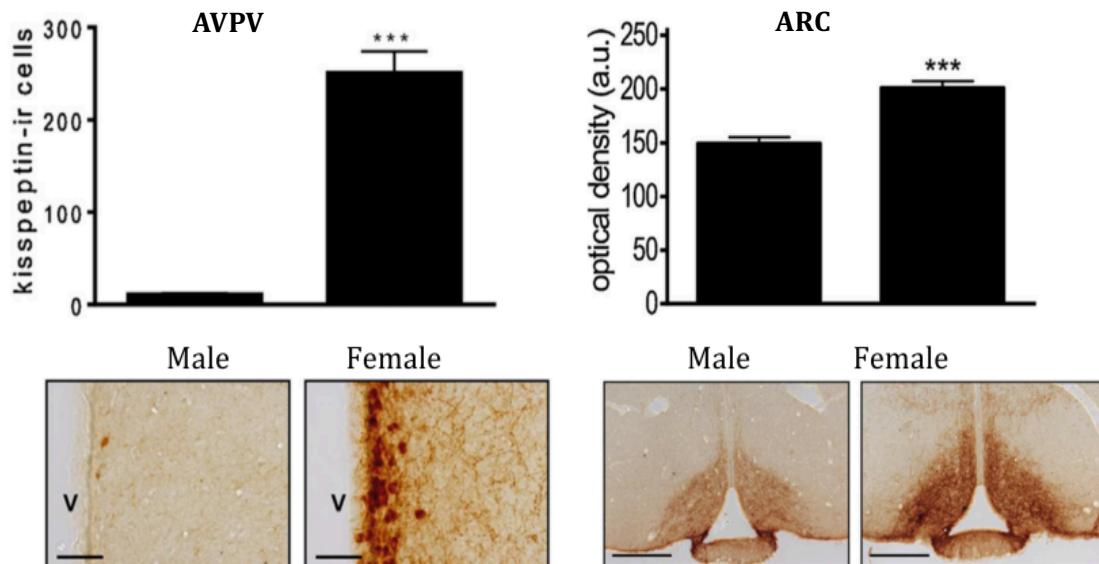 AVPV
kisspeptin-ir cells
300
200
100
0
***
Male
Female
V
V
ARC
optical density (a.u.)
250
200
150
100
50
0
***
Male
Female